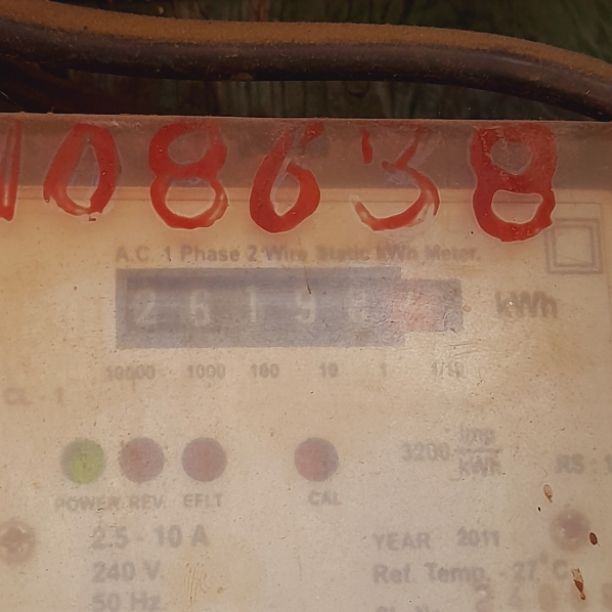 108638
A.C. 1 Phase 2 Wire Static kWh Meter.
2 6 1 9 8 kWh
10000 1000 100 10 1 1/10
CL - 1
3200 imp/kWh
POWER REV EFLT CAL
2.5 - 10 A
240 V
50 Hz
YEAR 2011
Ref. Temp. - 27°C